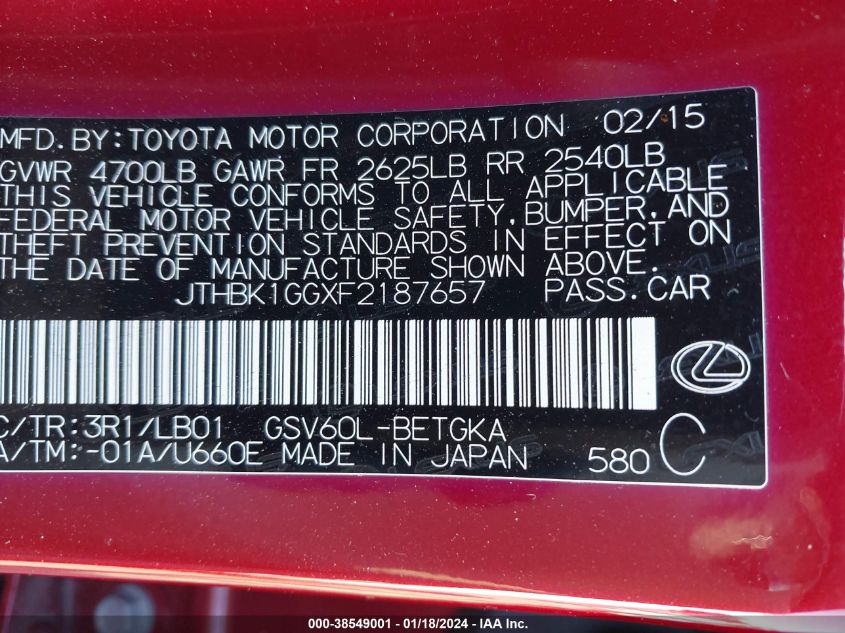 MFD. BY: TOYOTA MOTOR CORPORATION 02/15
GVWR 4700LB GAWR FR 2625LB RR 2540LB
THIS VEHICLE CONFORMS TO ALL APPLICABLE
FEDERAL MOTOR VEHICLE SAFETY, BUMPER, AND
THEFT PREVENTION STANDARDS IN EFFECT ON
THE DATE OF MANUFACTURE SHOWN ABOVE.
JTHBK1GGXF2187657 PASS. CAR
C/TR: 3R1/LB01 GSV60L-BETGKA
A/TM: -01A/U660E MADE IN JAPAN 580 C
000-38549001 - 01/18/2024 - IAA Inc.